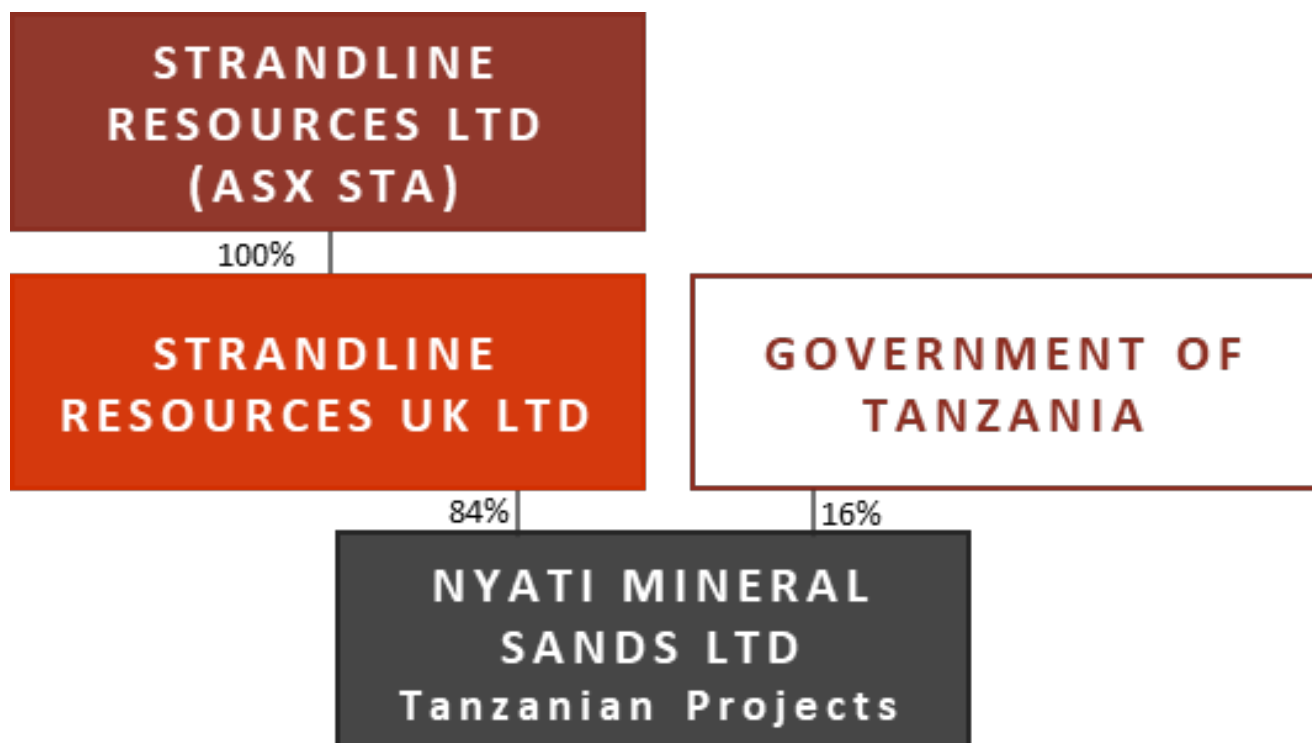 STRANDLINE
RESOURCES LTD
(ASX STA)
100%
STRANDLINE
RESOURCES UK LTD
GOVERNMENT OF
TANZANIA
84%
16%
NYATI MINERAL
SANDS LTD
Tanzanian Projects